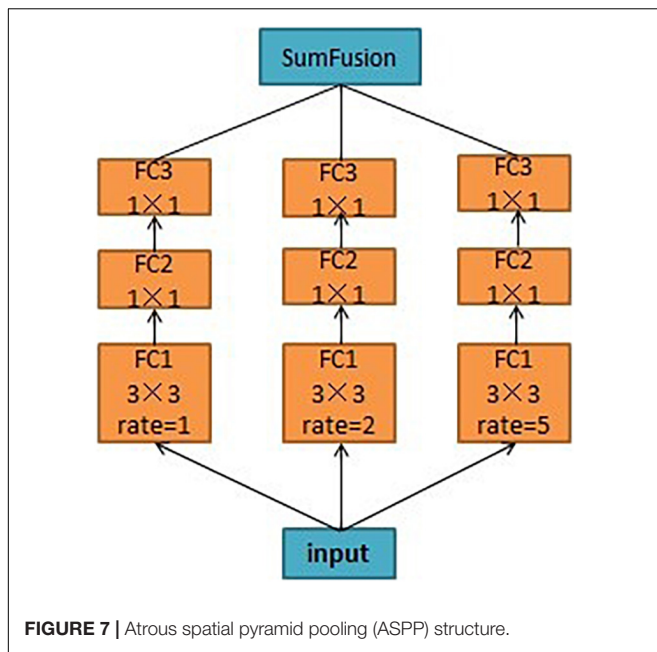 SumFusion
FC3
1×1
FC3
1×1
FC3
1×1
FC2
1×1
FC2
1×1
FC2
1×1
FC1
3×3
rate=1
FC1
3×3
rate=2
FC1
3×3
rate=5
input
FIGURE 7 | Atrous spatial pyramid pooling (ASPP) structure.